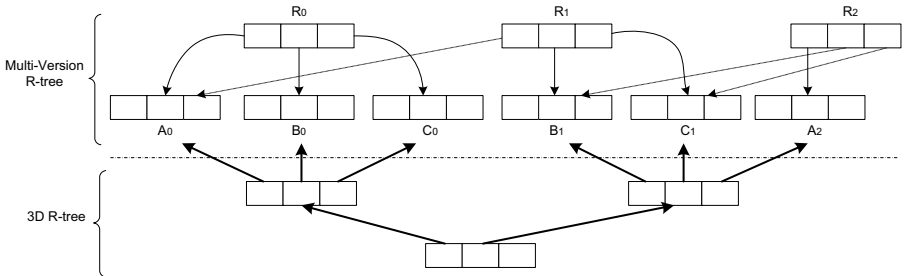 R0 R1 R2
Multi-Version
R-tree
A0 B0 C0 B1 C1 A2
3D R-tree